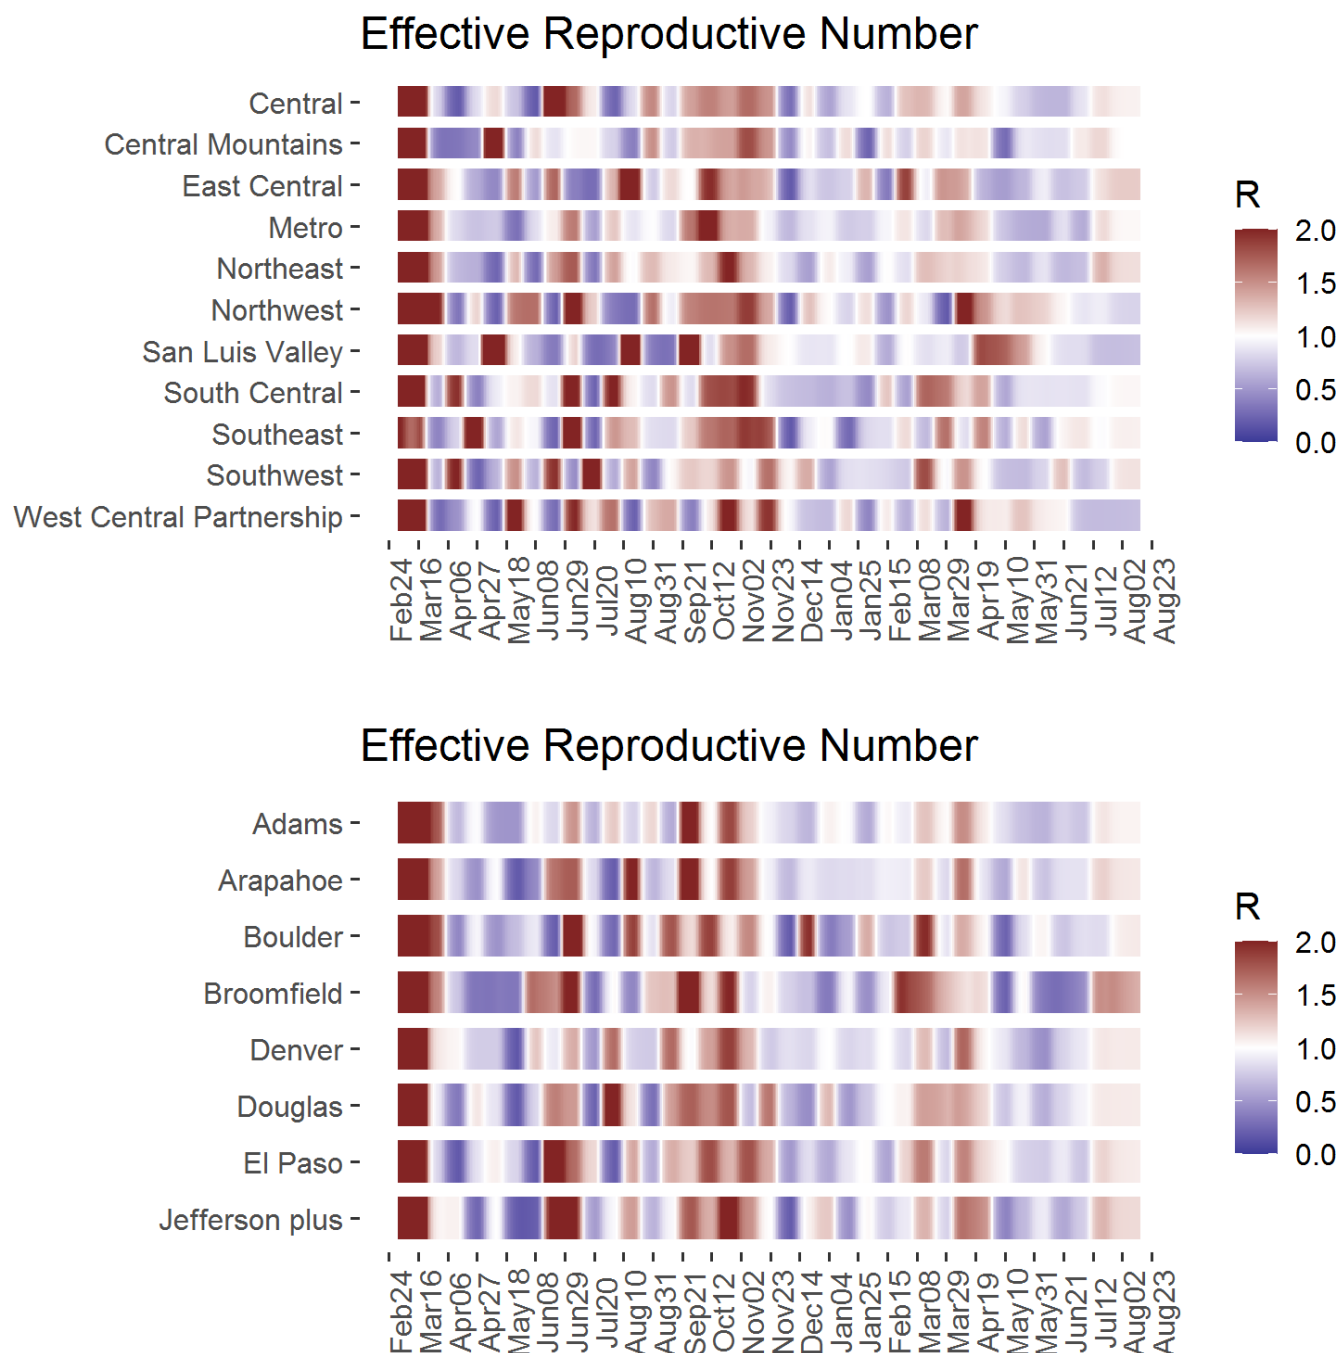 Effective Reproductive Number
Central
Central Mountains
East Central
Metro
Northeast
Northwest
San Luis Valley
South Central
Southeast
Southwest
West Central Partnership
Feb24
Mar16
Apr06
Apr27
May18
Jun08
Jun29
Jul20
Aug10
Aug31
Sep21
Oct12
Nov02
Nov23
Dec14
Jan04
Jan25
Feb15
Mar08
Mar29
Apr19
May10
May31
Jun21
Jul12
Aug02
Aug23
R
2.0
1.5
1.0
0.5
0.0
Effective Reproductive Number
Adams
Arapahoe
Boulder
Broomfield
Denver
Douglas
El Paso
Jefferson plus
Feb24
Mar16
Apr06
Apr27
May18
Jun08
Jun29
Jul20
Aug10
Aug31
Sep21
Oct12
Nov02
Nov23
Dec14
Jan04
Jan25
Feb15
Mar08
Mar29
Apr19
May10
May31
Jun21
Jul12
Aug02
Aug23
R
2.0
1.5
1.0
0.5
0.0